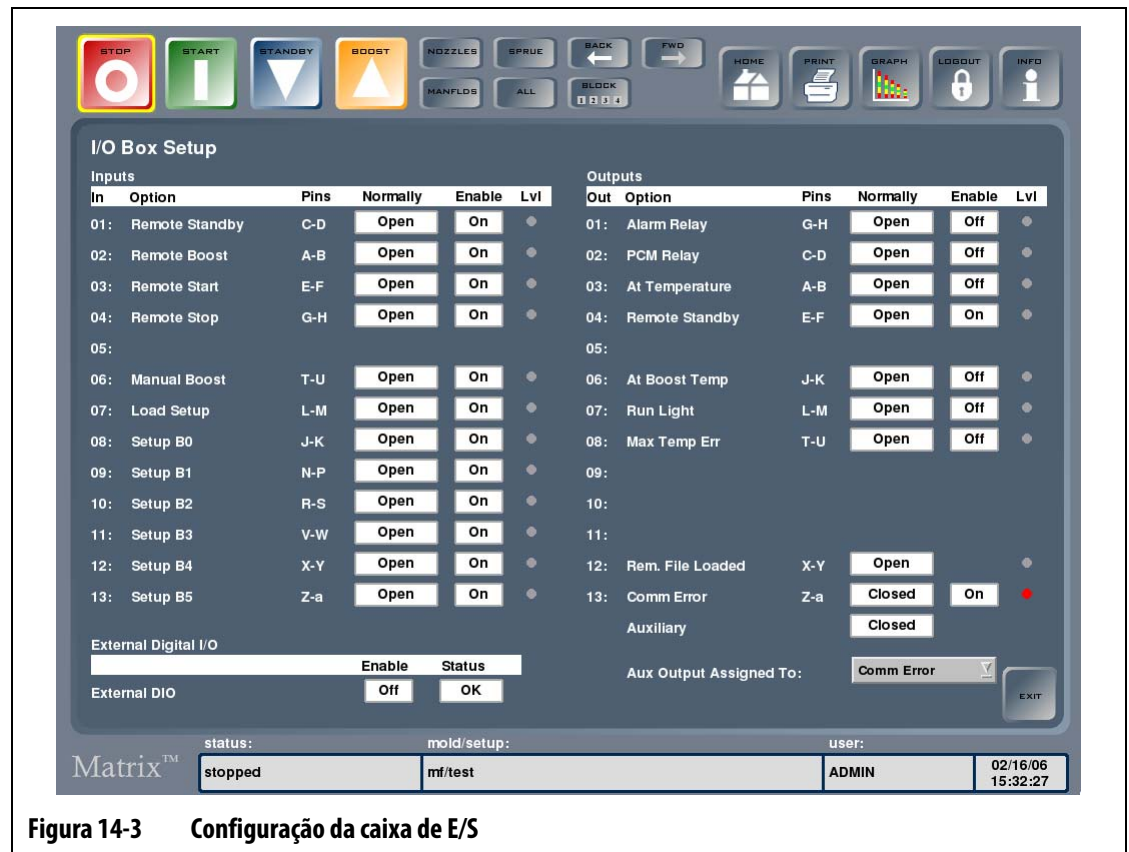 STOP START STANDBY BOOST NOZZLES SPRUE BACK FWD HOME PRINT GRAPH LOGOUT INFO
MANFLDS ALL BLOCK
1 2 3 4
I/O Box Setup
Inputs
In Option Pins Normally Enable Lvl
01: Remote Standby C-D Open On
02: Remote Boost A-B Open On
03: Remote Start E-F Open On
04: Remote Stop G-H Open On
05:
06: Manual Boost T-U Open On
07: Load Setup L-M Open On
08: Setup B0 J-K Open On
09: Setup B1 N-P Open On
10: Setup B2 R-S Open On
11: Setup B3 V-W Open On
12: Setup B4 X-Y Open On
13: Setup B5 Z-a Open On
External Digital I/O
Enable Status
External DIO Off OK
Outputs
Out Option Pins Normally Enable Lvl
01: Alarm Relay G-H Open Off
02: PCM Relay C-D Open Off
03: At Temperature A-B Open Off
04: Remote Standby E-F Open On
05:
06: At Boost Temp J-K Open Off
07: Run Light L-M Open Off
08: Max Temp Err T-U Open Off
09:
10:
11:
12: Rem. File Loaded X-Y Open
13: Comm Error Z-a Closed On
Auxiliary Closed
Aux Output Assigned To: Comm Error
EXIT
status: mold/setup: user:
Matrix™ stopped mf/test ADMIN 02/16/06
15:32:27
Figura 14-3 Configuração da caixa de E/S